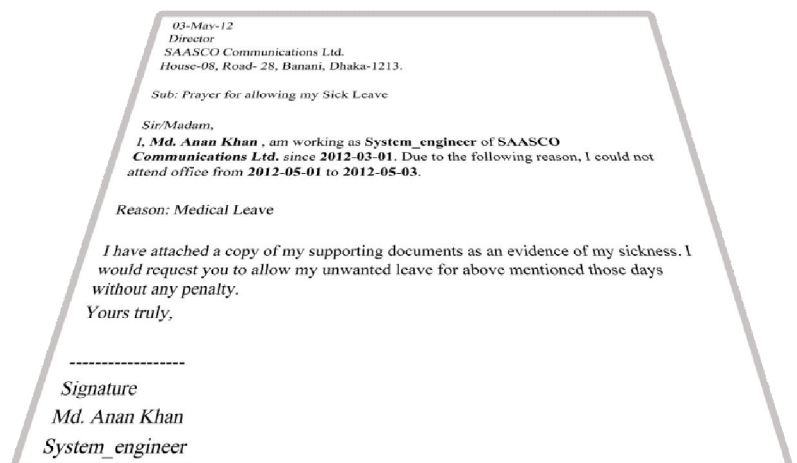 03-May-12
Director
SAASCO Communications Ltd.
House-08, Road- 28, Banani, Dhaka-1213.
Sub: Prayer for allowing my Sick Leave
Sir/Madam,
I, Md. Anan Khan , am working as System_engineer of SAASCO
Communications Ltd. since 2012-03-01. Due to the following reason, I could not
attend office from 2012-05-01 to 2012-05-03.
Reason: Medical Leave
I have attached a copy of my supporting documents as an evidence of my sickness. I
would request you to allow my unwanted leave for above mentioned those days
without any penalty.
Yours truly,
------------------
Signature
Md. Anan Khan
System_engineer